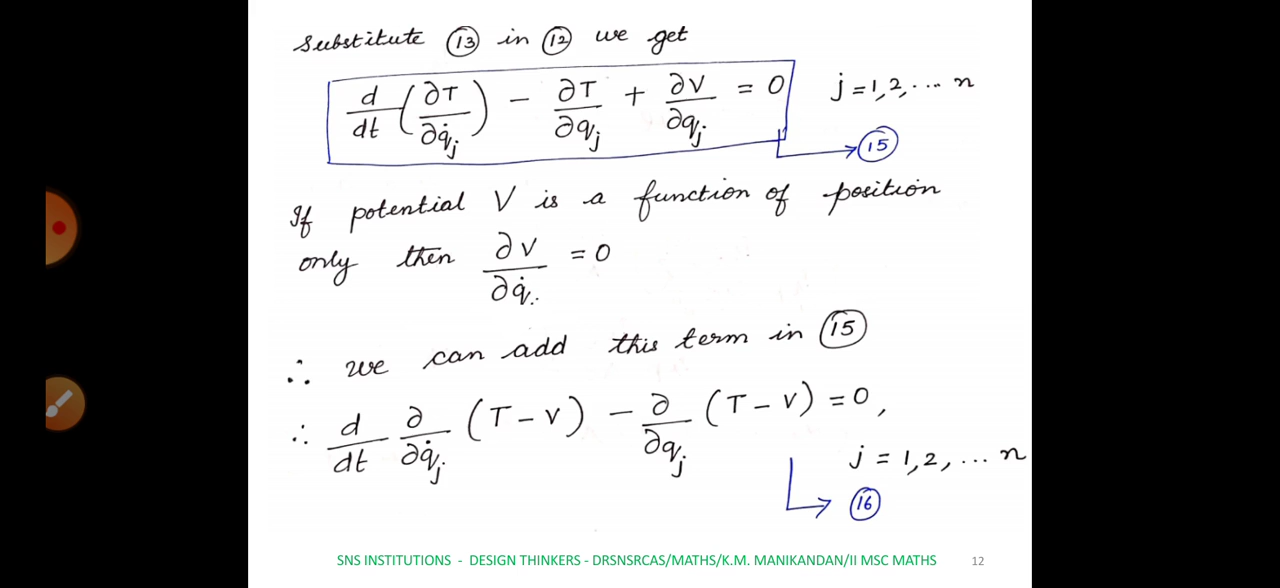 Substitute ⑬ in ⑫ we get
d/dt (∂T/∂q̇ⱼ) − ∂T/∂qⱼ + ∂V/∂qⱼ = 0 j = 1, 2, ... n
→ ⑮
If potential V is a function of position
only then ∂V/∂q̇.. = 0
∴ we can add this term in ⑮
∴ d/dt ∂/∂q̇ⱼ (T − V) − ∂/∂qⱼ (T − V) = 0,
j = 1, 2, ... n
→ ⑯
SNS INSTITUTIONS - DESIGN THINKERS - DRSNSRCAS/MATHS/K.M. MANIKANDAN/II MSC MATHS 12